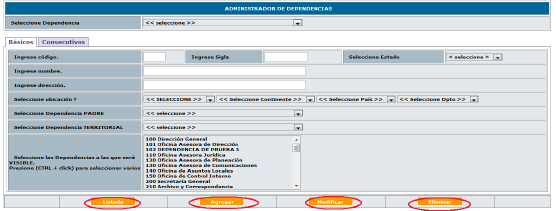 ADMINISTRADOR DE DEPENDENCIAS
Seleccione Dependencia << seleccione >>
Básicos Consecutivos
Ingrese código. Ingrese Sigla Seleccione Estado < seleccione >
Ingrese nombre.
Ingrese dirección.
Seleccione ubicación * << SELECCIONE >> << Seleccione Continente >> << Seleccione País >> << Seleccione Dpto >>
Seleccione Dependencia PADRE << seleccione >>
Seleccione Dependencia TERRITORIAL << seleccione >>
Seleccione las Dependencias a las que será
VISIBLE.
Presione (CTRL + click) para seleccionar varios
100 Dirección General
101 Oficina Asesora de Dirección
102 DEPENDENCIA DE PRUEBA 3
110 Oficina Asesora Jurídica
120 Oficina Asesora de Planeación
130 Oficina Asesora de Comunicaciones
140 Oficina de Asuntos Locales
150 Oficina de Control Interno
200 Secretaria General
210 Archivo y Correspondencia
Listado Agregar Modificar Eliminar